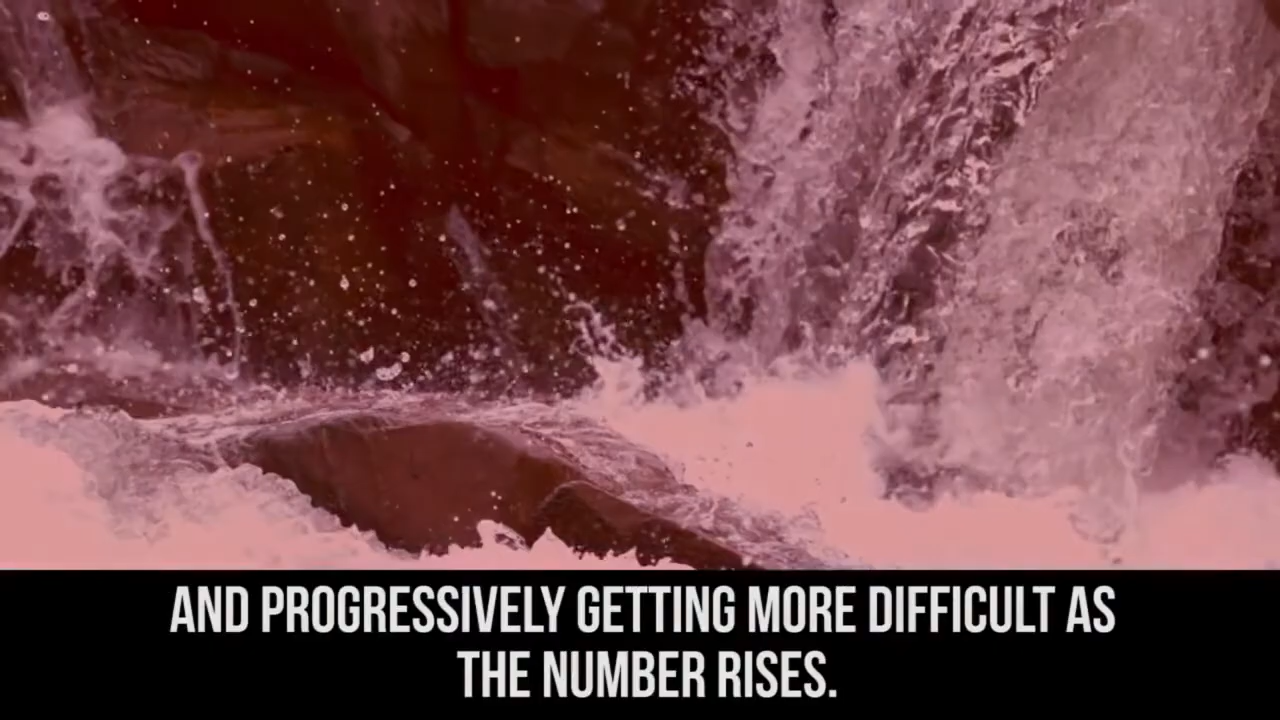 AND PROGRESSIVELY GETTING MORE DIFFICULT AS
THE NUMBER RISES.